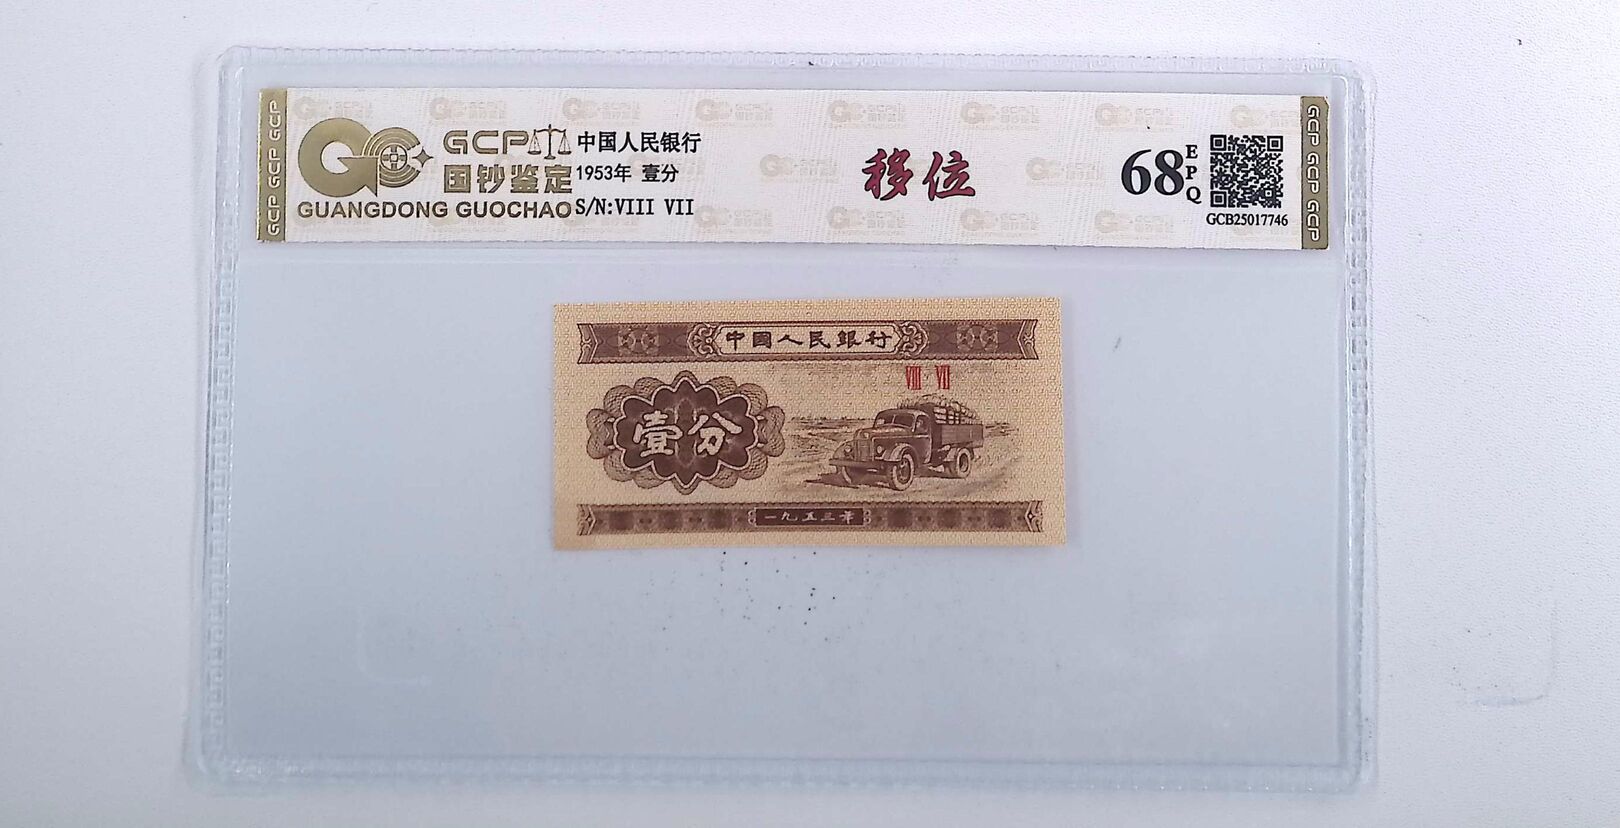 GCP GCP GCP
GCP
国钞鉴定
GUANGDONG GUOCHAO
中国人民银行
1953年 壹分
S/N:VIII VII
移位
68
EPQ
GCB25017746
GCP GCP GCP
中国人民銀行
VIII VII
壹分
一九五三年